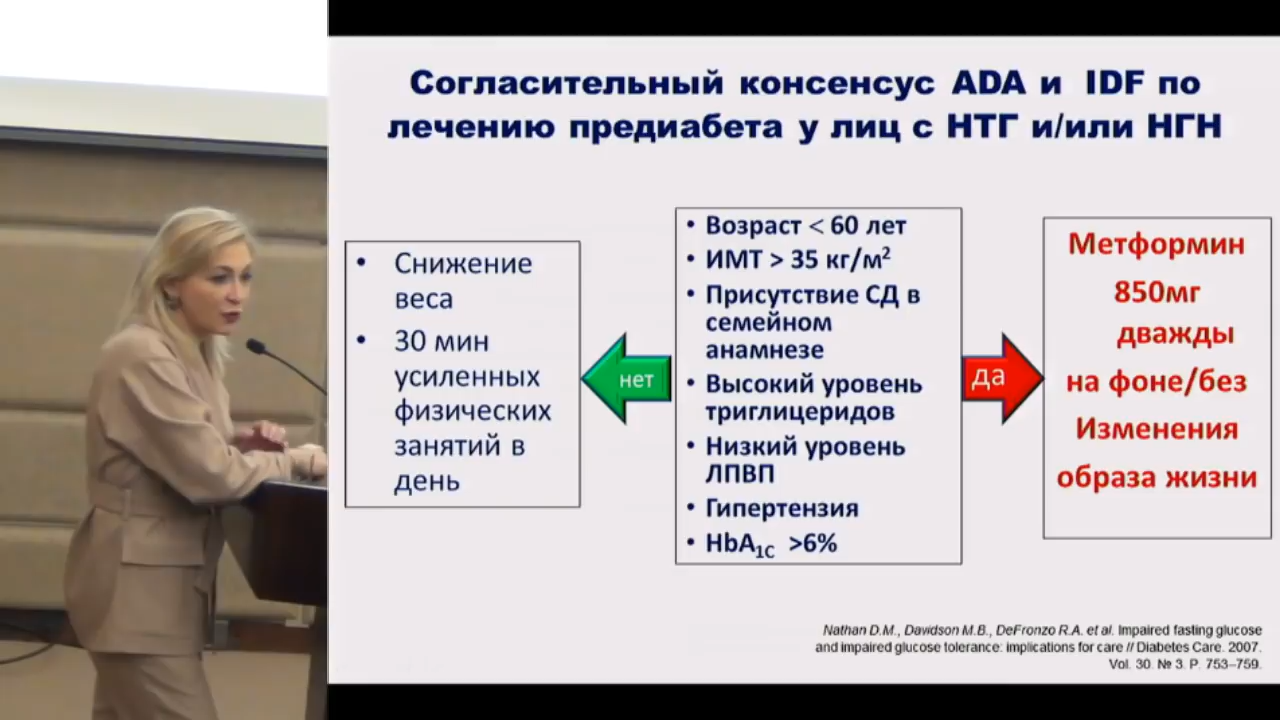 Согласительный консенсус ADA и IDF по
лечению предиабета у лиц с НТГ и/или НГН
• Снижение
веса
• 30 мин
усиленных
физических
занятий в
день
нет
• Возраст < 60 лет
• ИМТ > 35 кг/м²
• Присутствие СД в
семейном
анамнезе
• Высокий уровень
триглицеридов
• Низкий уровень
ЛПВП
• Гипертензия
• HbA1C >6%
да
Метформин
850мг
дважды
на фоне/без
Изменения
образа жизни
Nathan D.M., Davidson M.B., DeFronzo R.A. et al. Impaired fasting glucose
and impaired glucose tolerance: implications for care // Diabetes Care. 2007.
Vol. 30. № 3. P. 753–759.